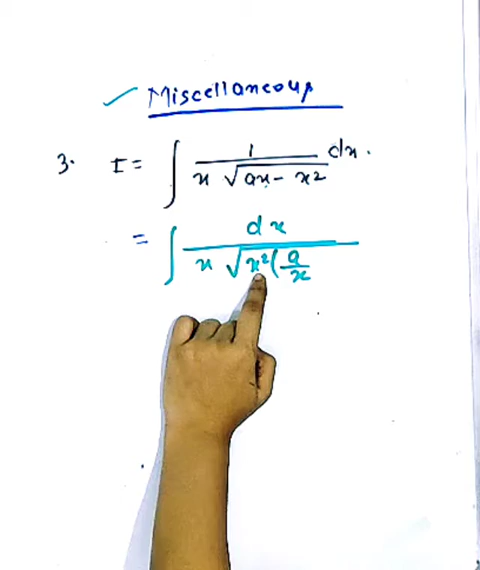 ✓ Miscellaneous
3. I = ∫ 1 / (x √(ax - x²)) dx.
= ∫ dx / (x √(x² (a/x